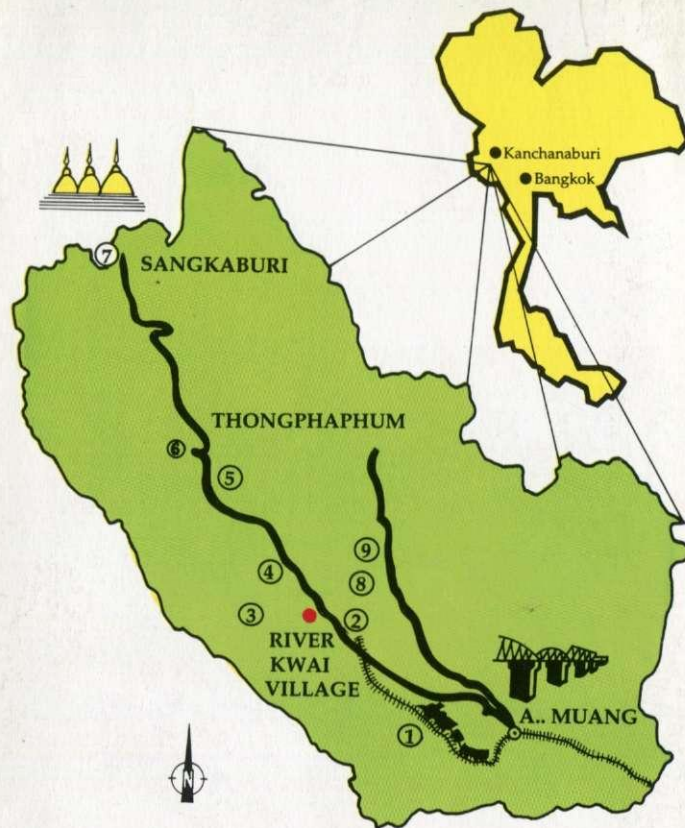 Kanchanaburi
Bangkok
⑦ SANGKABURI
THONGPHAPHUM
⑥
⑤
⑨
④
⑧
③
②
RIVER
KWAI
VILLAGE
A.. MUANG
①
N